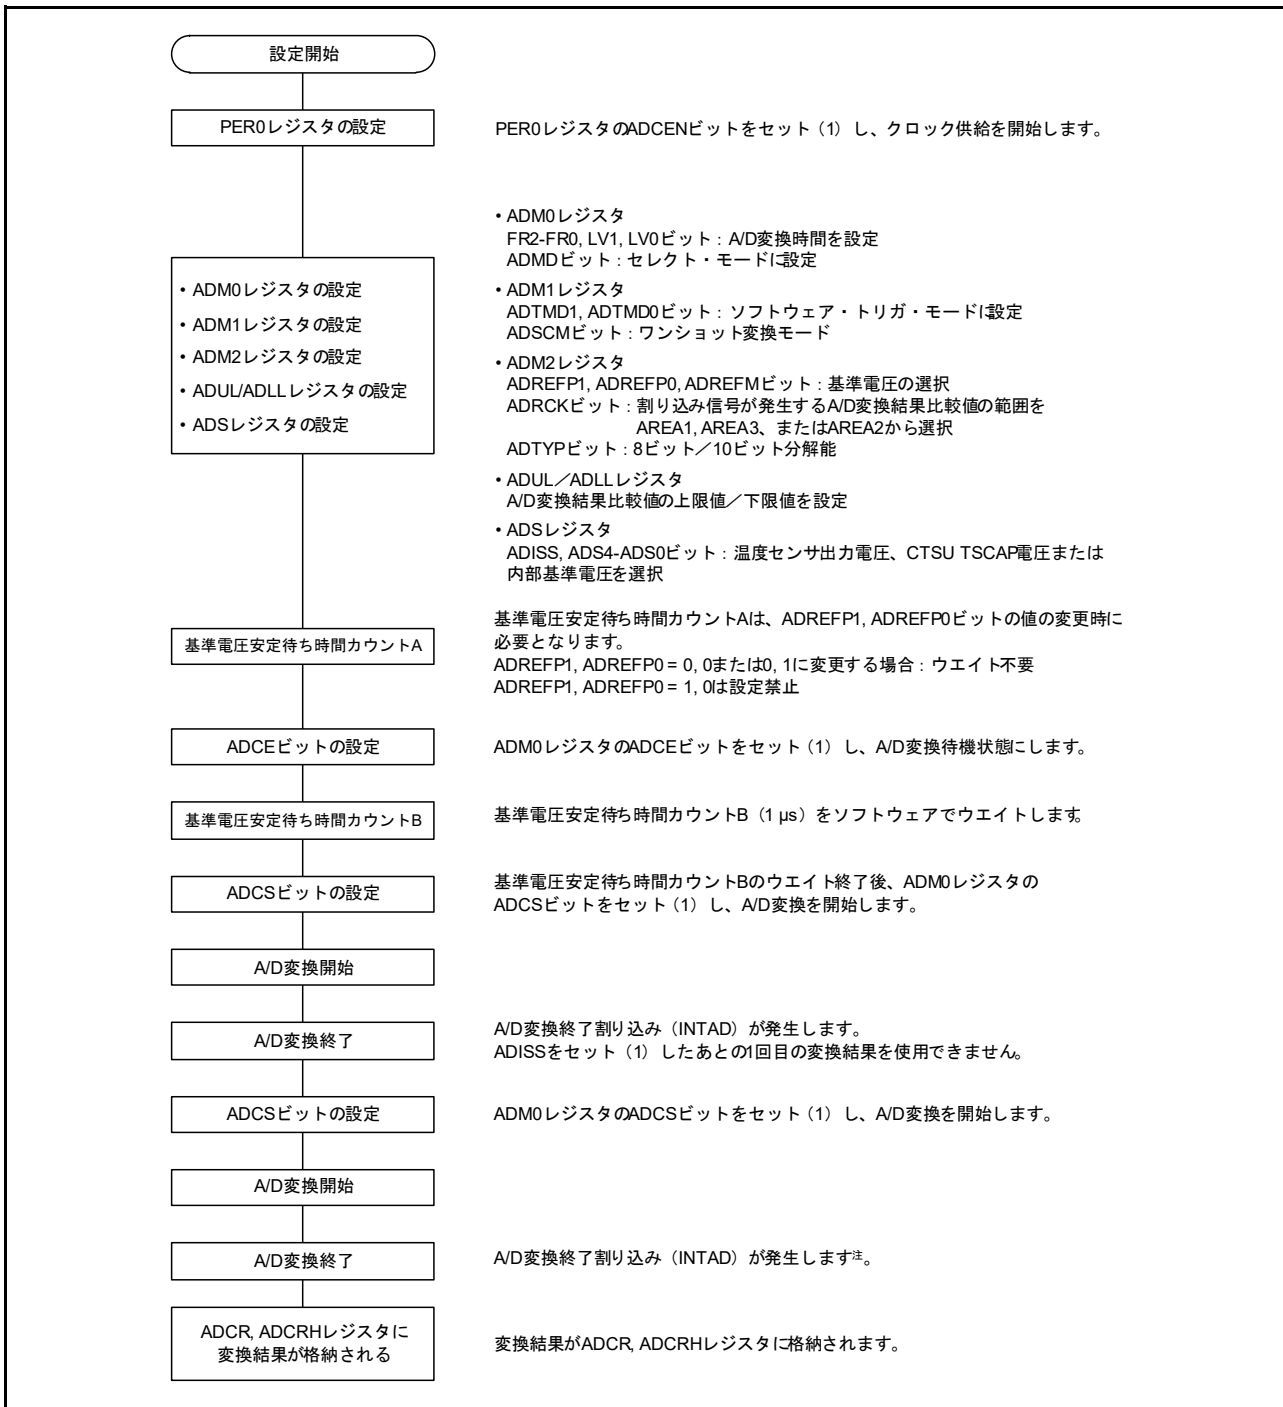 設定開始
PER0レジスタの設定
PER0レジスタのADCENビットをセット（1）し、クロック供給を開始します。
• ADM0レジスタの設定
• ADM1レジスタの設定
• ADM2レジスタの設定
• ADUL/ADLLレジスタの設定
• ADSレジスタの設定
• ADM0レジスタ
FR2-FR0, LV1, LV0ビット：A/D変換時間を設定
ADMDビット：セレクト・モードに設定
• ADM1レジスタ
ADTMD1, ADTMD0ビット：ソフトウェア・トリガ・モードに設定
ADSCMビット：ワンショット変換モード
• ADM2レジスタ
ADREFP1, ADREFP0, ADREFMビット：基準電圧の選択
ADRCKビット：割り込み信号が発生するA/D変換結果比較値の範囲を
AREA1, AREA3、またはAREA2から選択
ADTYPビット：8ビット／10ビット分解能
• ADUL／ADLLレジスタ
A/D変換結果比較値の上限値／下限値を設定
• ADSレジスタ
ADISS, ADS4-ADS0ビット：温度センサ出力電圧、CTSU TSCAP電圧または
内部基準電圧を選択
基準電圧安定待ち時間カウントA
基準電圧安定待ち時間カウントAは、ADREFP1, ADREFP0ビットの値の変更時に
必要となります。
ADREFP1, ADREFP0 = 0, 0または0, 1に変更する場合：ウエイト不要
ADREFP1, ADREFP0 = 1, 0は設定禁止
ADCEビットの設定
ADM0レジスタのADCEビットをセット（1）し、A/D変換待機状態にします。
基準電圧安定待ち時間カウントB
基準電圧安定待ち時間カウントB（1 µs）をソフトウェアでウエイトします。
ADCSビットの設定
基準電圧安定待ち時間カウントBのウエイト終了後、ADM0レジスタの
ADCSビットをセット（1）し、A/D変換を開始します。
A/D変換開始
A/D変換終了
A/D変換終了割り込み（INTAD）が発生します。
ADISSをセット（1）したあとの1回目の変換結果を使用できません。
ADCSビットの設定
ADM0レジスタのADCSビットをセット（1）し、A/D変換を開始します。
A/D変換開始
A/D変換終了
A/D変換終了割り込み（INTAD）が発生します注。
ADCR, ADCRHレジスタに
変換結果が格納される
変換結果がADCR, ADCRHレジスタに格納されます。